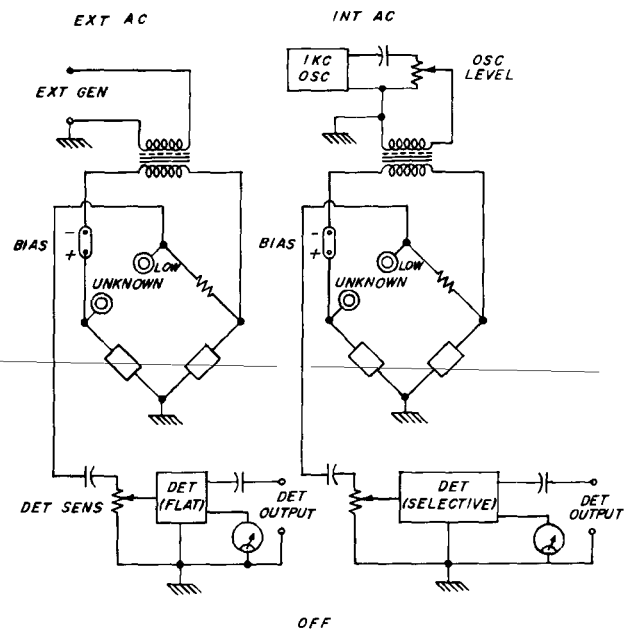 EXT AC
EXT GEN
BIAS
-
+
LOW
UNKNOWN
DET SENS
DET
(FLAT)
DET
OUTPUT
INT AC
1KC
OSC
OSC
LEVEL
BIAS
-
+
LOW
UNKNOWN
DET
(SELECTIVE)
DET
OUTPUT
OFF